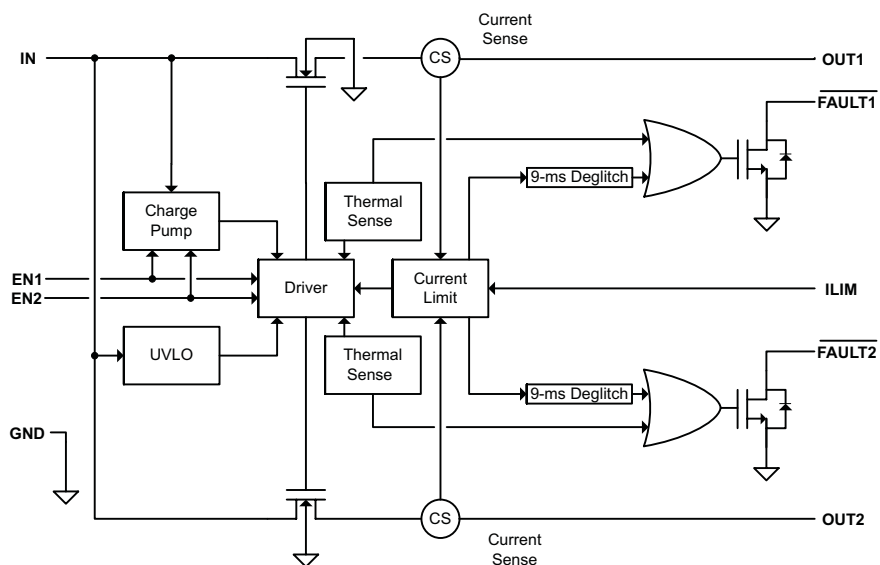 Current
Sense
IN
CS
OUT1
FAULT1
9-ms Deglitch
Charge
Pump
Thermal
Sense
EN1
EN2
Driver
Current
Limit
ILIM
UVLO
Thermal
Sense
FAULT2
9-ms Deglitch
GND
CS
OUT2
Current
Sense